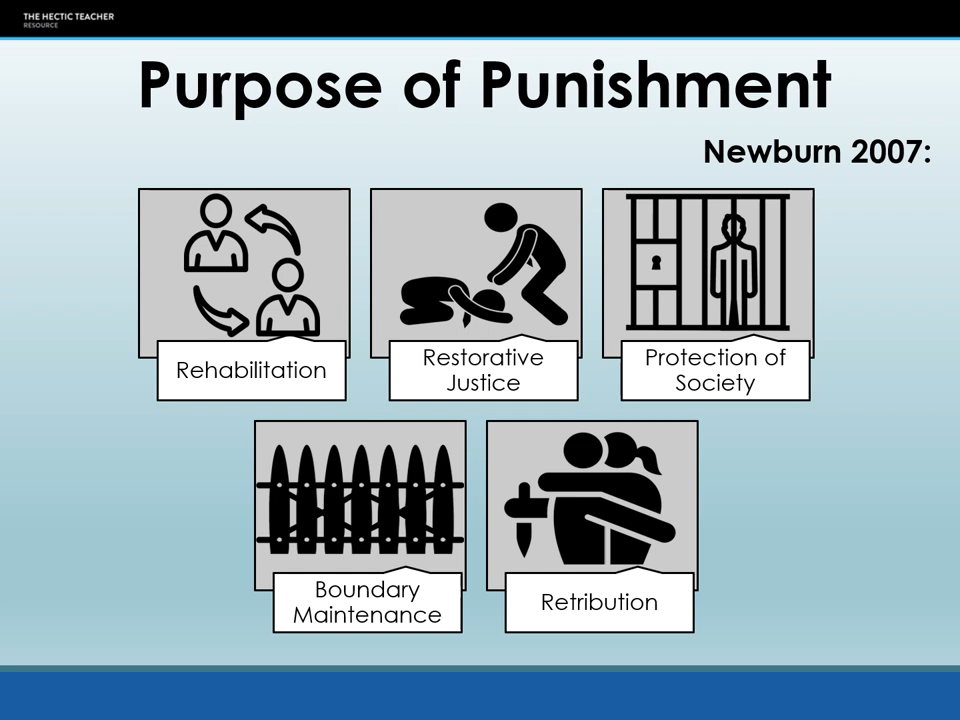 THE HECTIC TEACHER
RESOURCE
Purpose of Punishment
Newburn 2007:
Rehabilitation
Restorative
Justice
Protection of
Society
Boundary
Maintenance
Retribution